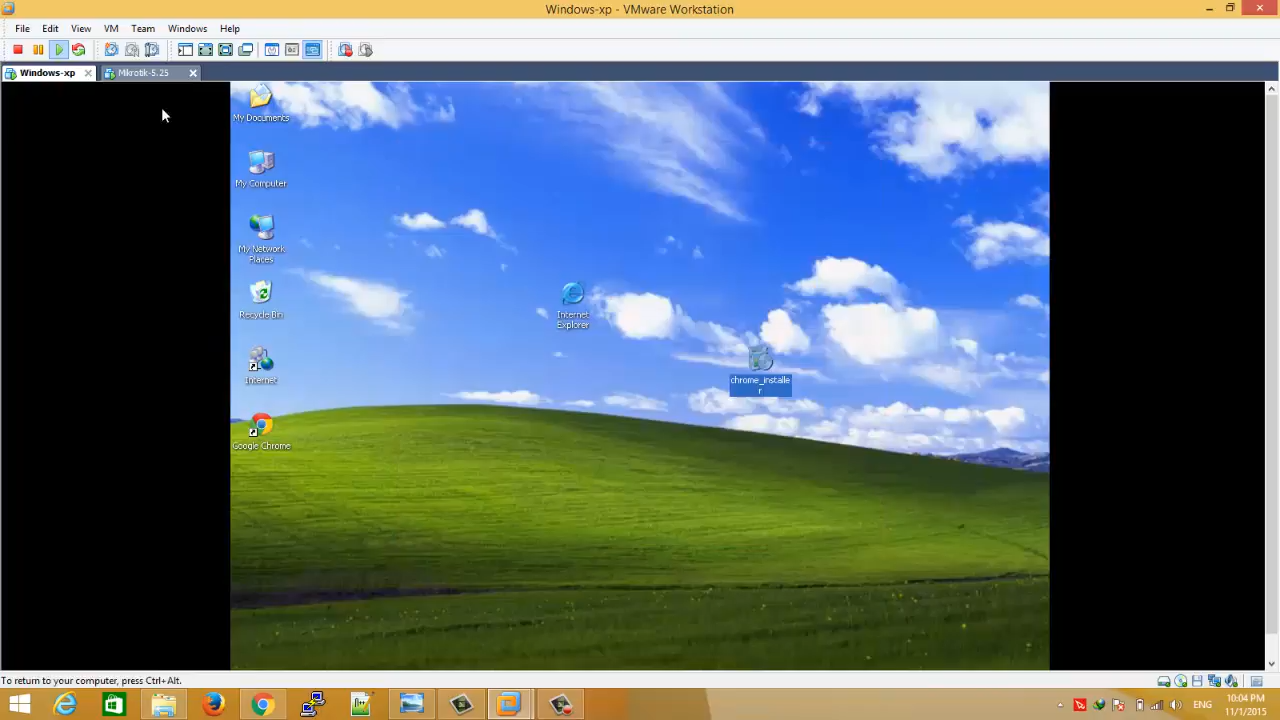 Windows-xp - VMware Workstation
File Edit View VM Team Windows Help
Windows-xp Mikrotik-5.25
My Documents
My Computer
My Network
Places
Recycle Bin
Internet
Google Chrome
Internet
Explorer
chrome_installe
r
To return to your computer, press Ctrl+Alt.
ENG
10:04 PM
11/1/2015